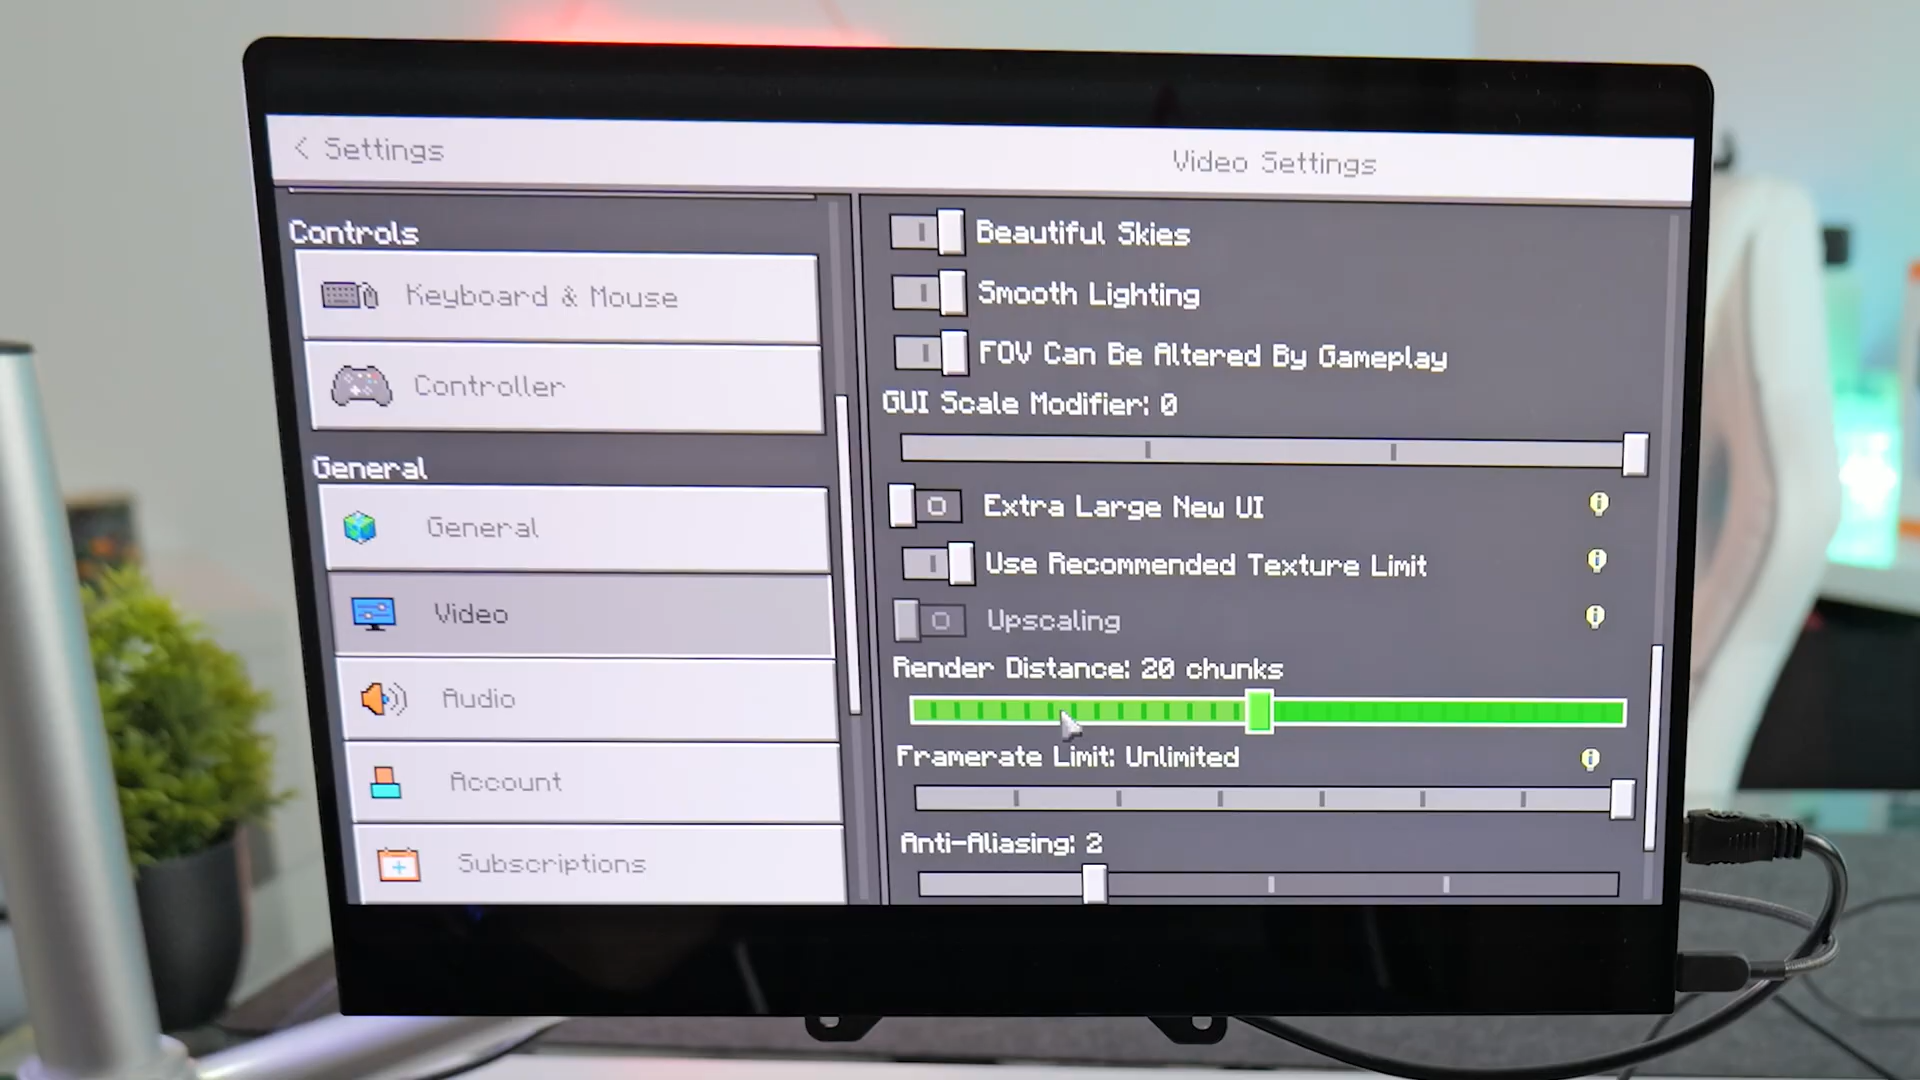 < Settings
Video Settings
Controls
Keyboard & Mouse
Controller
General
General
Video
Audio
Account
Subscriptions
Beautiful Skies
Smooth Lighting
FOV Can Be Altered By Gameplay
GUI Scale Modifier: 0
Extra Large New UI
Use Recommended Texture Limit
Upscaling
Render Distance: 20 chunks
Framerate Limit: Unlimited
Anti-Aliasing: 2